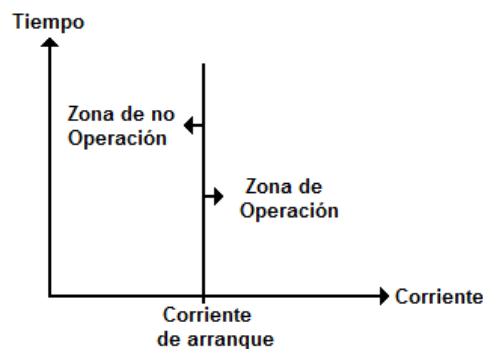 Tiempo
Zona de no
Operación
Zona de
Operación
Corriente
Corriente
de arranque